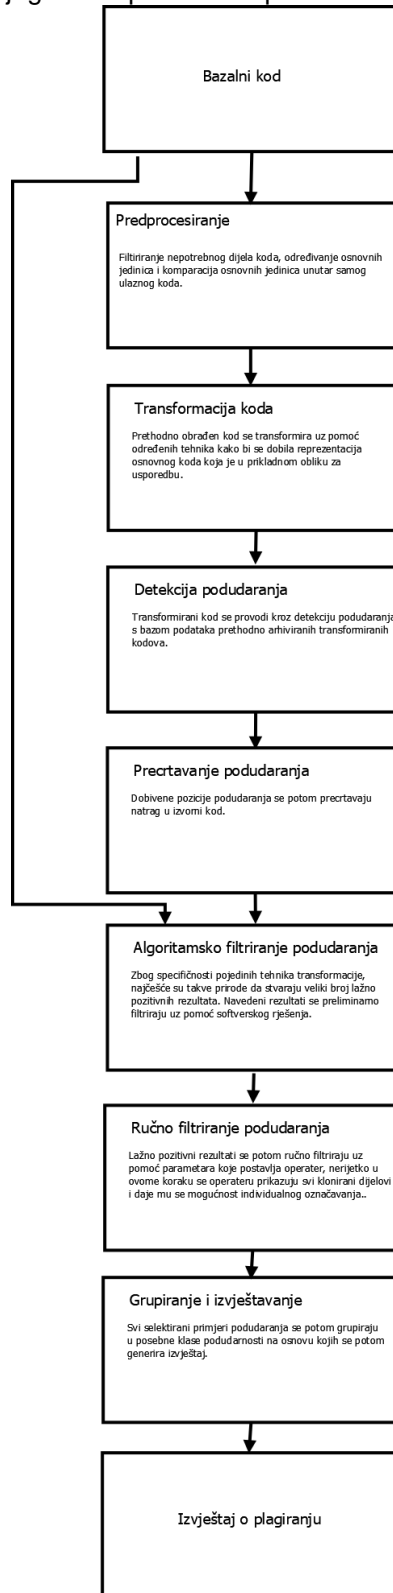 Bazalni kod
Predprocesiranje
Filtiriranje nepotrebnog dijela koda, određivanje osnovnih
jedinica i komparacija osnovnih jedinica unutar samog
ulaznog koda.
Transformacija koda
Prethodno obrađen kod se transformira uz pomoć
određenih tehnika kako bi se dobila reprezentacija
osnovnog koda koja je u prikladnom obliku za
usporedbu.
Detekcija podudaranja
Transformirani kod se provodi kroz detekciju podudaranja
s bazom podataka prethodno arhiviranih transformiranih
kodova.
Precrtavanje podudaranja
Dobivene pozicije podudaranja se potom precrtavaju
natrag u izvorni kod.
Algoritamsko filtriranje podudaranja
Zbog specifičnosti pojedinih tehnika transformacije,
najčešće su takve prirode da stvaraju veliki broj lažno
pozitivnih rezultata. Navedeni rezultati se preliminarno
filtriraju uz pomoć softverskog rješenja.
Ručno filtriranje podudaranja
Lažno pozitivni rezultati se potom ručno filtriraju uz
pomoć parametara koje postavlja operater, nerijetko u
ovome koraku se operateru prikazuju svi klonirani dijelovi
i daje mu se mogućnost individualnog označavanja..
Grupiranje i izvještavanje
Svi selektirani primjeri podudaranja se potom grupiraju
u posebne klase podudarnosti na osnovu kojih se potom
generira izvještaj.
Izvještaj o plagiranju